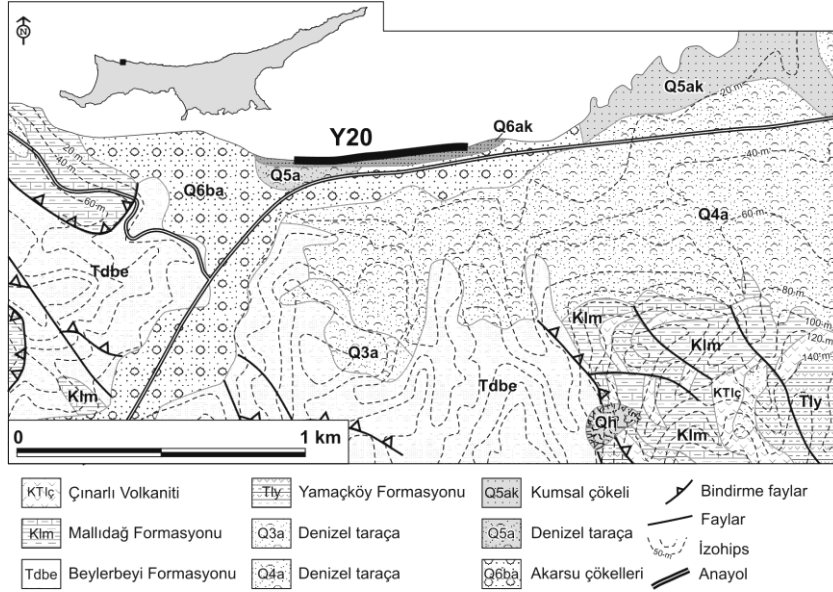 N
Q5ak
20 m
Q6ak
Y20
20 m
40 m
60 m
Q6ba
Q5a
40 m
Q4a
60 m
Tdbe
80 m
Klm
100 m
120 m
140 m
Klm
Q3a
Tdbe
KTlç
Tly
Klm
Qh
Klm
0 1 km
KTlç Çınarlı Volkaniti
Klm Mallıdağ Formasyonu
Tdbe Beylerbeyi Formasyonu
Tly Yamaçköy Formasyonu
Q3a Denizel taraça
Q4a Denizel taraça
Q5ak Kumsal çökeli
Q5a Denizel taraça
Q6ba Akarsu çökelleri
Bindirme faylar
Faylar
50 m İzohips
Anayol